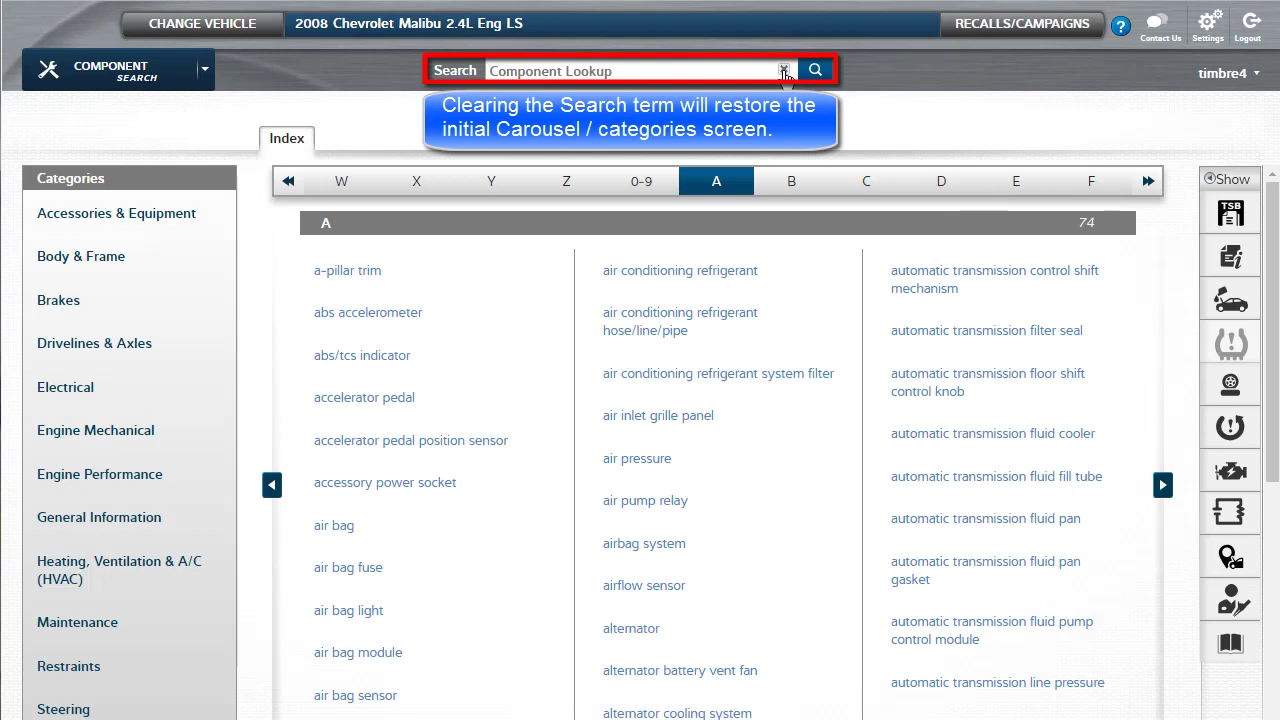 CHANGE VEHICLE
2008 Chevrolet Malibu 2.4L Eng LS
RECALLS/CAMPAIGNS
?
Contact Us
Settings
Logout
COMPONENT
SEARCH
Search
Component Lookup
timbre4
Clearing the Search term will restore the
initial Carousel / categories screen.
Index
Categories
Accessories & Equipment
Body & Frame
Brakes
Drivelines & Axles
Electrical
Engine Mechanical
Engine Performance
General Information
Heating, Ventilation & A/C
(HVAC)
Maintenance
Restraints
Steering
W X Y Z 0-9 A B C D E F
A 74
a-pillar trim
abs accelerometer
abs/tcs indicator
accelerator pedal
accelerator pedal position sensor
accessory power socket
air bag
air bag fuse
air bag light
air bag module
air bag sensor
air conditioning refrigerant
air conditioning refrigerant
hose/line/pipe
air conditioning refrigerant system filter
air inlet grille panel
air pressure
air pump relay
airbag system
airflow sensor
alternator
alternator battery vent fan
alternator cooling system
automatic transmission control shift
mechanism
automatic transmission filter seal
automatic transmission floor shift
control knob
automatic transmission fluid cooler
automatic transmission fluid fill tube
automatic transmission fluid pan
automatic transmission fluid pan
gasket
automatic transmission fluid pump
control module
automatic transmission line pressure
Show
TSB